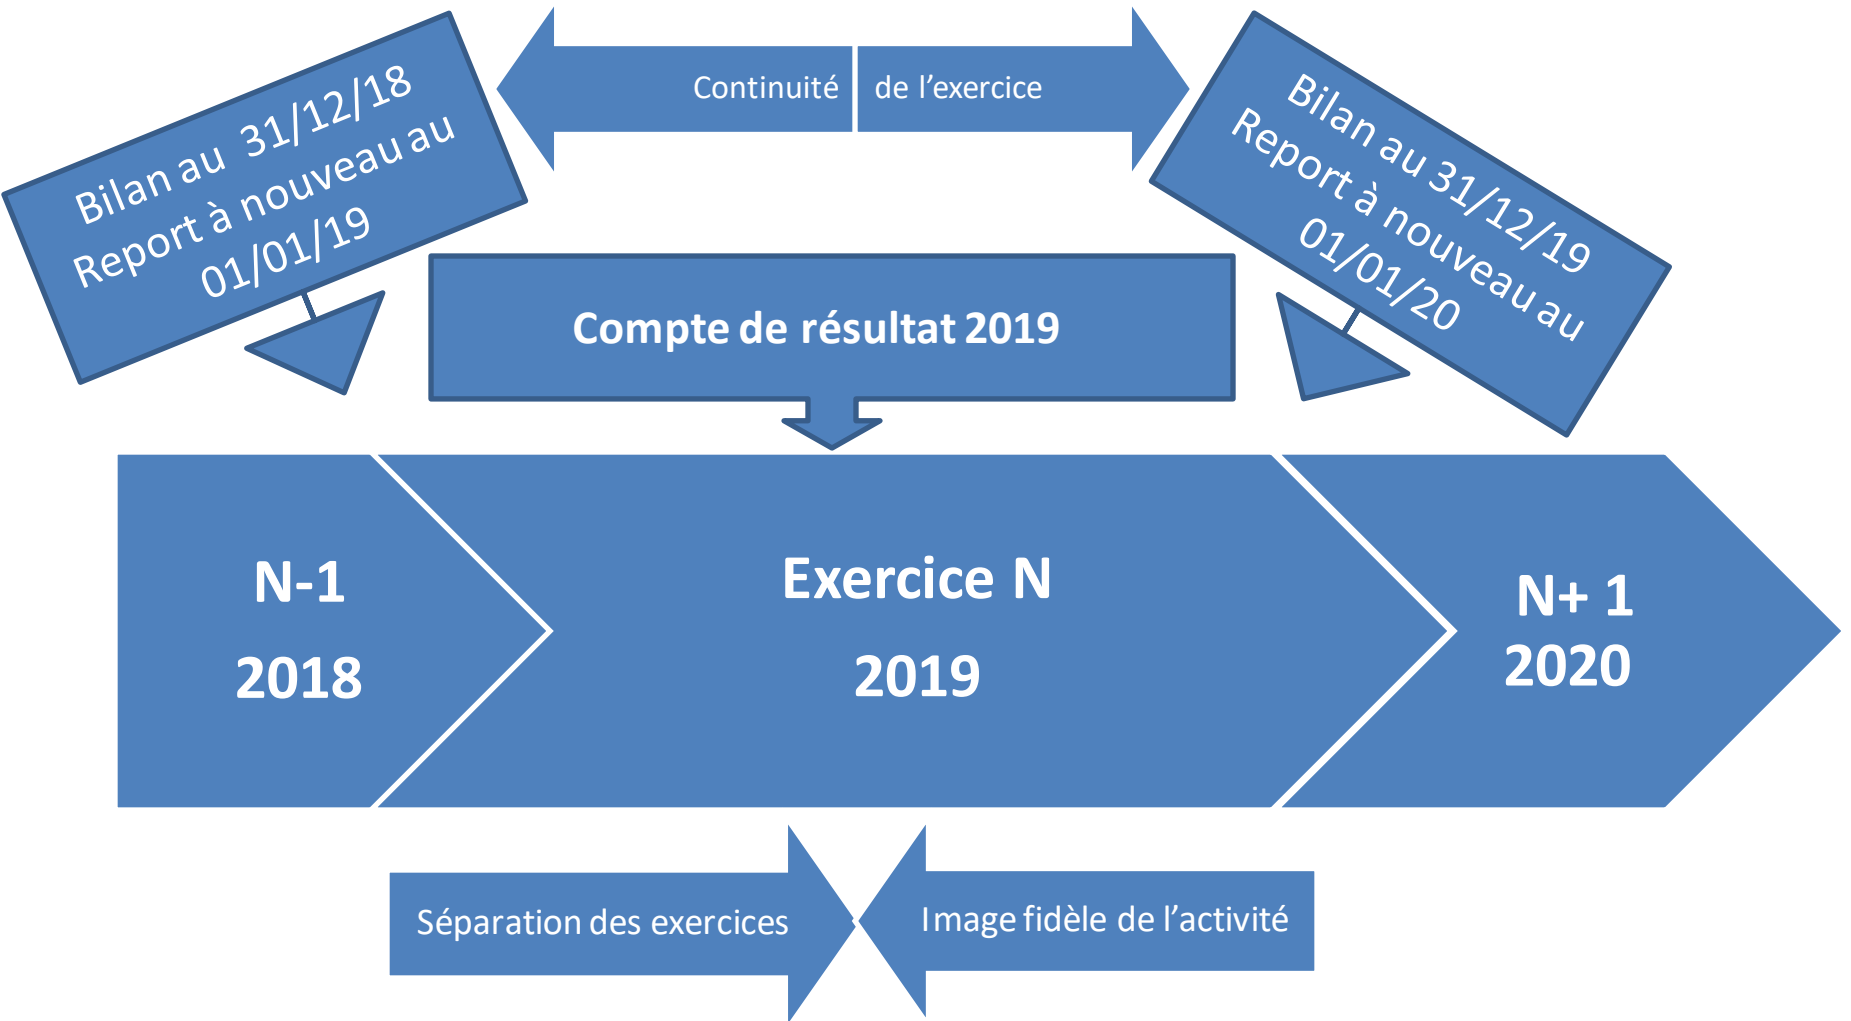 Bilan au 31/12/18
Report à nouveau au
01/01/19
Continuité de l'exercice
Bilan au 31/12/19
Report à nouveau au
01/01/20
Compte de résultat 2019
N-1
2018
Exercice N
2019
N+ 1
2020
Séparation des exercices
Image fidèle de l'activité